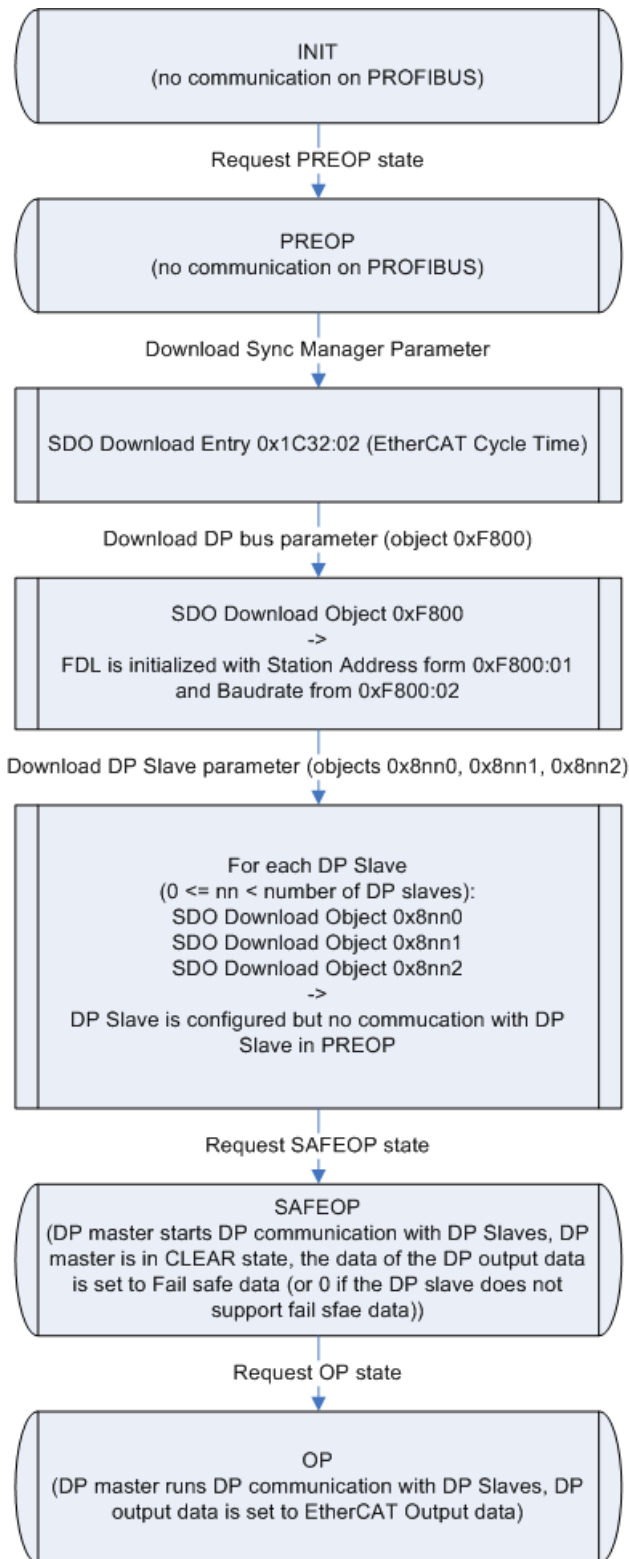 INIT
(no communication on PROFIBUS)
Request PREOP state
PREOP
(no communication on PROFIBUS)
Download Sync Manager Parameter
SDO Download Entry 0x1C32:02 (EtherCAT Cycle Time)
Download DP bus parameter (object 0xF800)
SDO Download Object 0xF800
->
FDL is initialized with Station Address form 0xF800:01
and Baudrate from 0xF800:02
Download DP Slave parameter (objects 0x8nn0, 0x8nn1, 0x8nn2)
For each DP Slave
(0 <= nn < number of DP slaves):
SDO Download Object 0x8nn0
SDO Download Object 0x8nn1
SDO Download Object 0x8nn2
->
DP Slave is configured but no commucation with DP
Slave in PREOP
Request SAFEOP state
SAFEOP
(DP master starts DP communication with DP Slaves, DP
master is in CLEAR state, the data of the DP output data
is set to Fail safe data (or 0 if the DP slave does not
support fail sfae data))
Request OP state
OP
(DP master runs DP communication with DP Slaves, DP
output data is set to EtherCAT Output data)